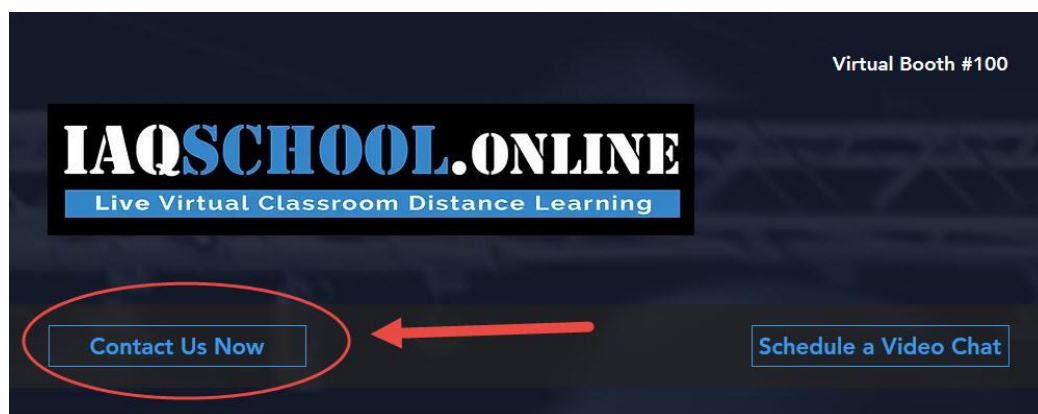 Virtual Booth #100
IAQSCHOOL.ONLINE
Live Virtual Classroom Distance Learning
Contact Us Now
Schedule a Video Chat